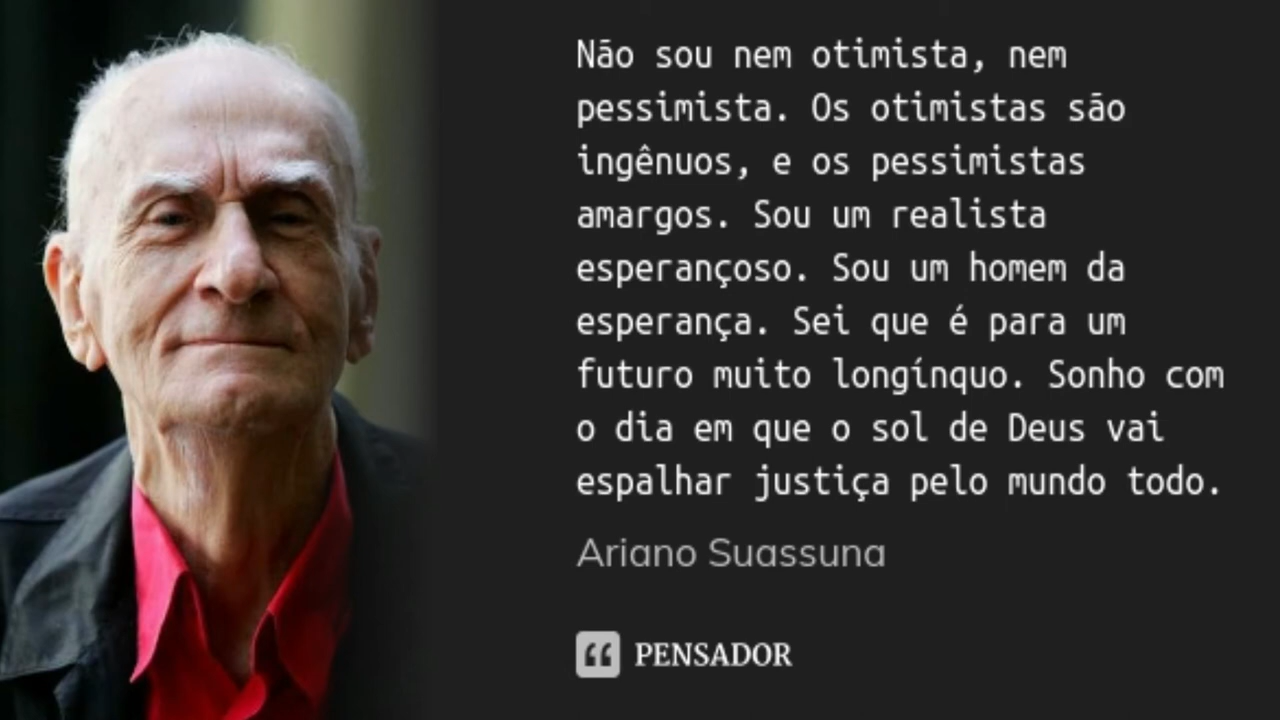 Não sou nem otimista, nem
pessimista. Os otimistas são
ingênuos, e os pessimistas
amargos. Sou um realista
esperançoso. Sou um homem da
esperança. Sei que é para um
futuro muito longínquo. Sonho com
o dia em que o sol de Deus vai
espalhar justiça pelo mundo todo.
Ariano Suassuna
PENSADOR